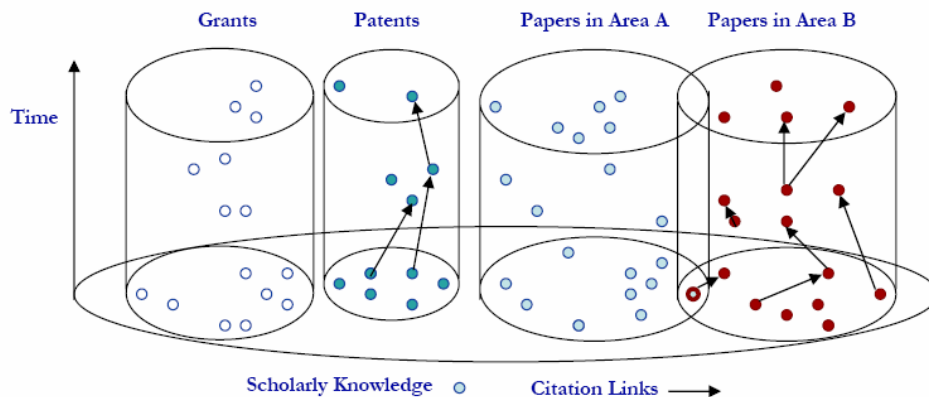 Grants Patents Papers in Area A Papers in Area B
Time
Scholarly Knowledge Citation Links